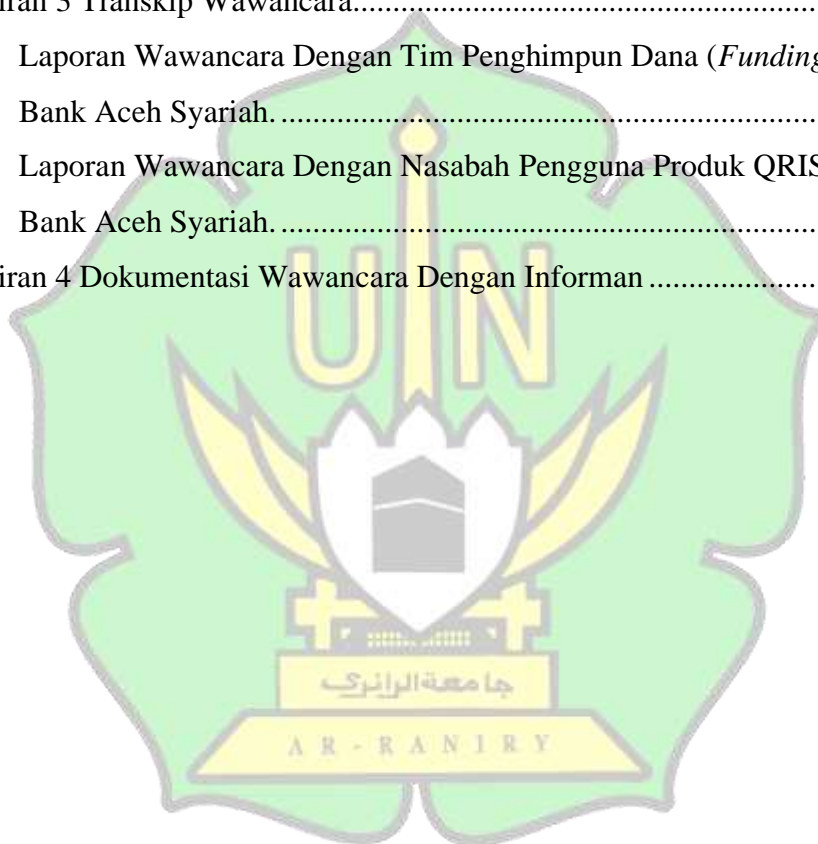 iran 3 Transkip Wawancara...............................................................
Laporan Wawancara Dengan Tim Penghimpun Dana (Funding
Bank Aceh Syariah. .....................................................................
Laporan Wawancara Dengan Nasabah Pengguna Produk QRIS
Bank Aceh Syariah. .....................................................................
iran 4 Dokumentasi Wawancara Dengan Informan .....................
UIN
جامعة الرانري
AR-RANIRY